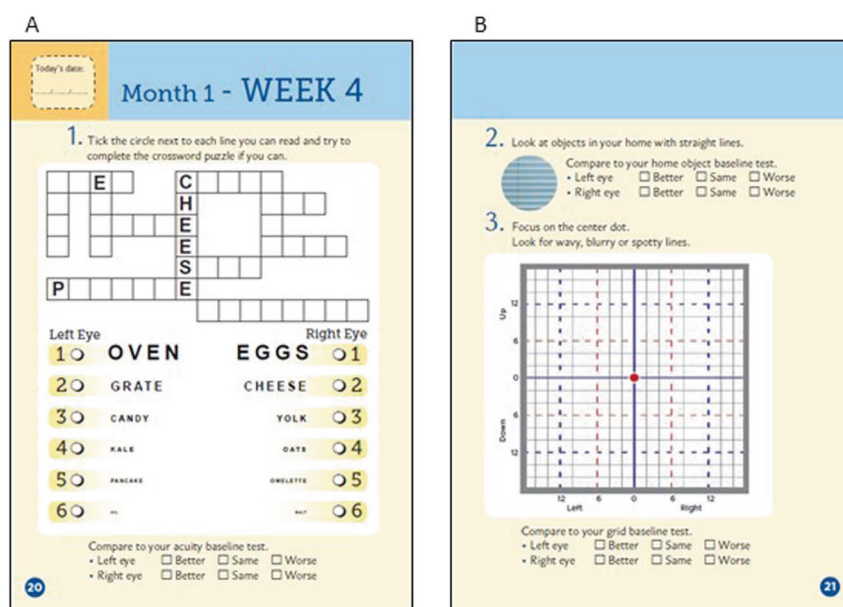 A
Today's date:
Month 1 - WEEK 4
1. Tick the circle next to each line you can read and try to
complete the crossword puzzle if you can.
E C
H
E
E
S
P E
Left Eye Right Eye
1 OVEN EGGS 1
2 GRATE CHEESE 2
3 CANDY YOLK 3
4 KALE OATS 4
5 PANCAKE OMELETTE 5
6 6
Compare to your acuity baseline test.
• Left eye Better Same Worse
• Right eye Better Same Worse
20
B
2. Look at objects in your home with straight lines.
Compare to your home object baseline test.
• Left eye Better Same Worse
• Right eye Better Same Worse
3. Focus on the center dot.
Look for wavy, blurry or spotty lines.
Up
12
6
0
6
Down
12
12 6 0 6 12
Left Right
Compare to your grid baseline test.
• Left eye Better Same Worse
• Right eye Better Same Worse
21